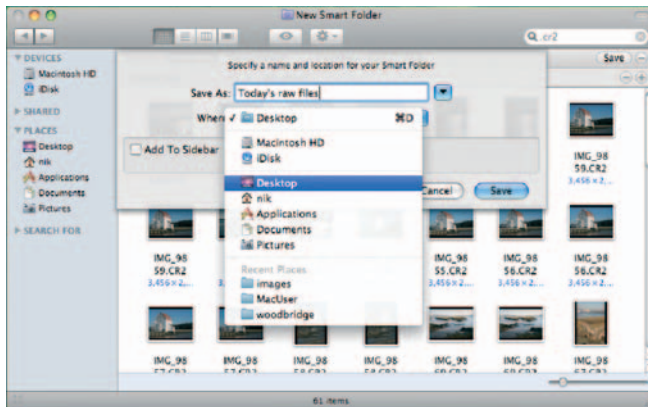 New Smart Folder
.cr2
DEVICES
Macintosh HD
iDisk
SHARED
PLACES
Desktop
nik
Applications
Documents
Pictures
SEARCH FOR
Save
Specify a name and location for your Smart Folder
Save As: Today's raw files
Where
Desktop ⌘D
Macintosh HD
iDisk
Desktop
nik
Applications
Documents
Pictures
Recent Places
images
MacUser
woodbridge
Add To Sidebar
Cancel
Save
IMG_98
59.CR2
3,456 × 2,...
IMG_98
59.CR2
3,456 × 2,...
IMG_98
55.CR2
3,456 × 2,...
IMG_98
56.CR2
3,456 × 2,...
IMG_98
56.CR2
3,456 × 2,...
IMG_98 IMG_98 IMG_98 IMG_98 IMG_98 IMG_98 IMG_98
61 items